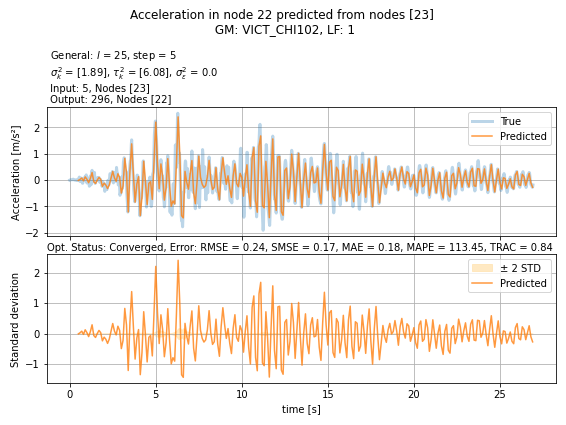 Acceleration in node 22 predicted from nodes [23]
GM: VICT_CHI102, LF: 1
General: l = 25, step = 5
σ²ₖ = [1.89], τ²ₖ = [6.08], σ²ε = 0.0
Input: 5, Nodes [23]
Output: 296, Nodes [22]
True
Predicted
Acceleration [m/s²]
2
1
0
−1
−2
Opt. Status: Converged, Error: RMSE = 0.24, SMSE = 0.17, MAE = 0.18, MAPE = 113.45, TRAC = 0.84
± 2 STD
Predicted
Standard deviation
2
1
0
−1
0
5
10
15
20
25
time [s]